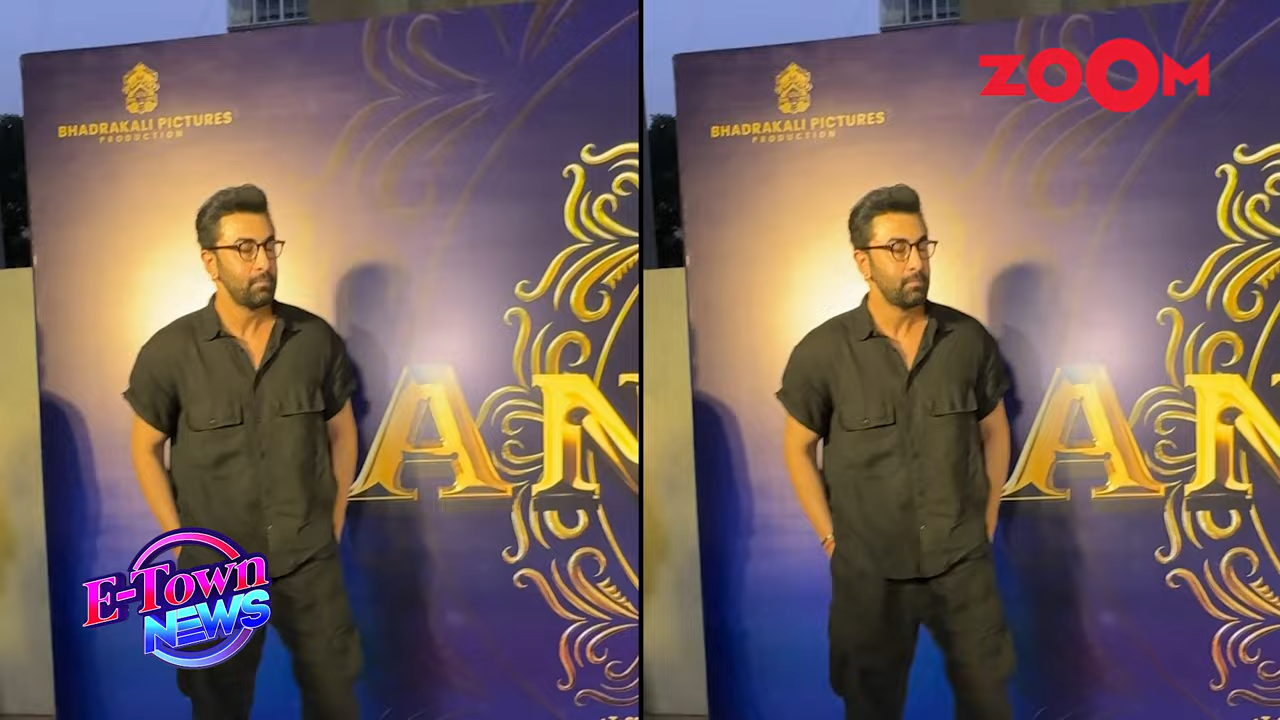 BHADRAKALI PICTURES
PRODUCTION
AN
E-TOWN
NEWS
ZOOM
BHADRAKALI PICTURES
PRODUCTION
AN